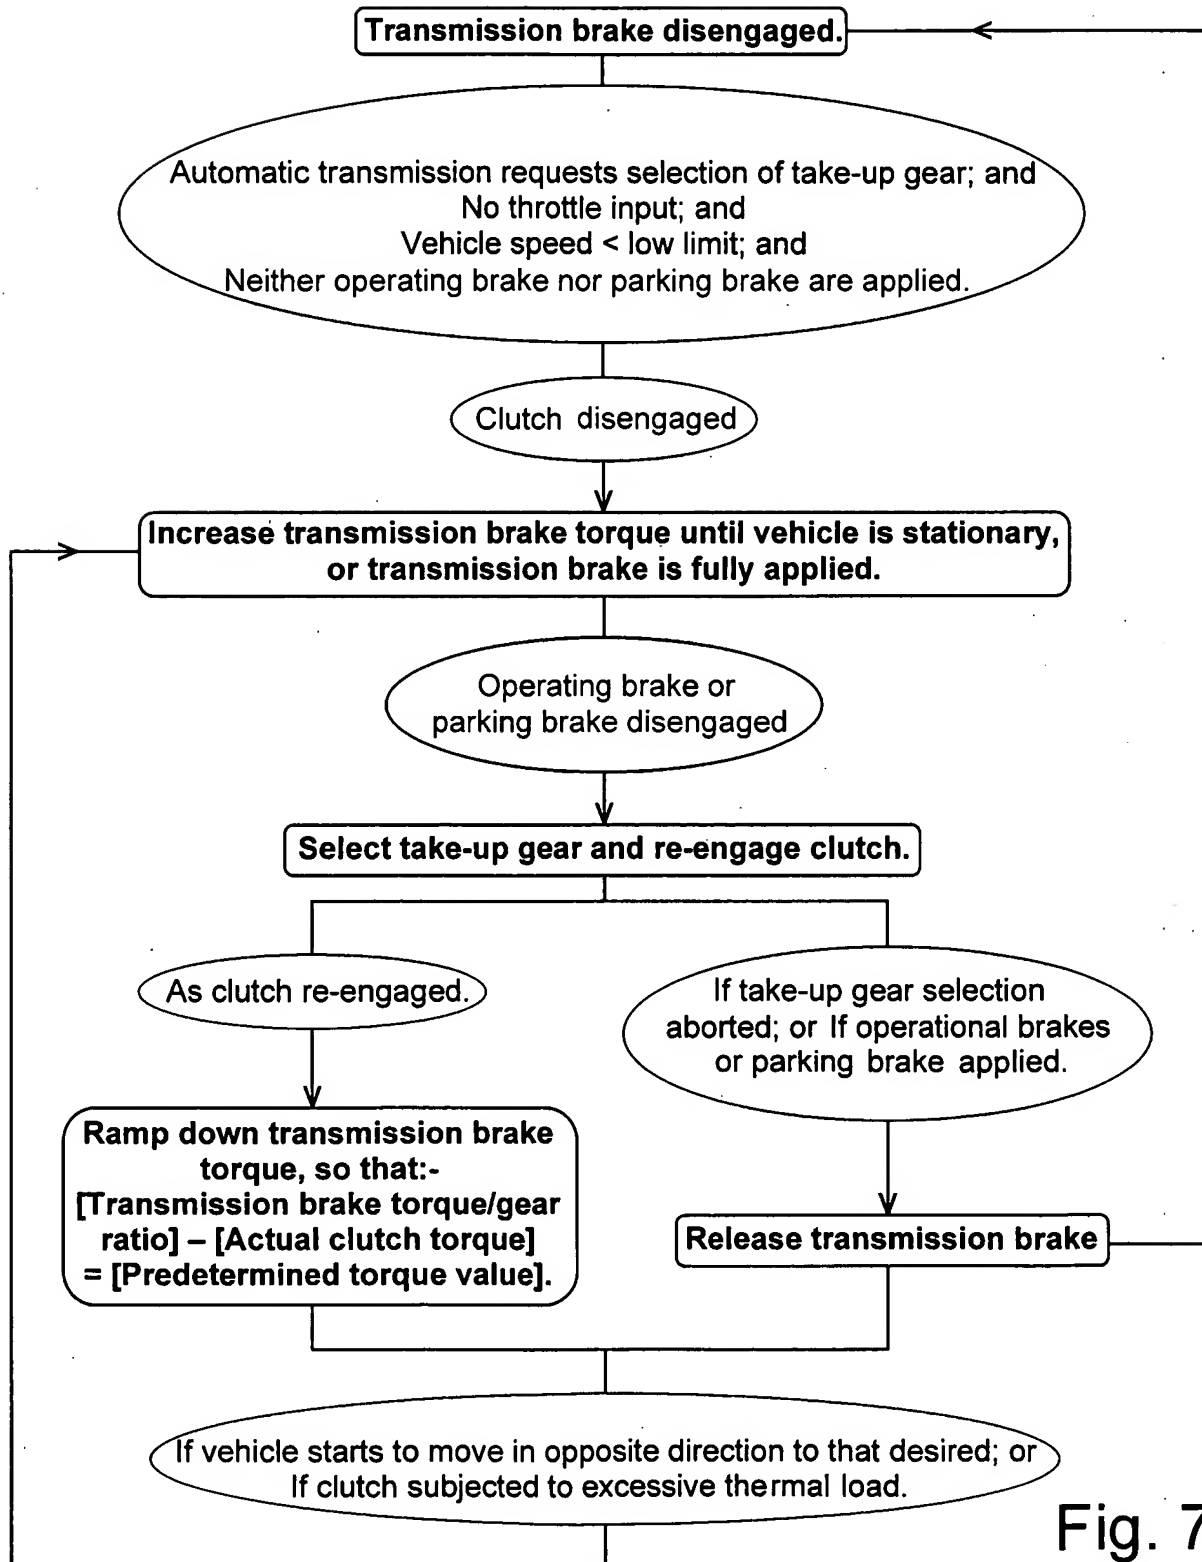 Transmission brake disengaged.
Automatic transmission requests selection of take-up gear; and
No throttle input; and
Vehicle speed < low limit; and
Neither operating brake nor parking brake are applied.
Clutch disengaged
Increase transmission brake torque until vehicle is stationary,
or transmission brake is fully applied.
Operating brake or
parking brake disengaged
Select take-up gear and re-engage clutch.
As clutch re-engaged.
If take-up gear selection
aborted; or If operational brakes
or parking brake applied.
Ramp down transmission brake
torque, so that:-
[Transmission brake torque/gear
ratio] – [Actual clutch torque]
= [Predetermined torque value].
Release transmission brake
If vehicle starts to move in opposite direction to that desired; or
If clutch subjected to excessive thermal load.
Fig. 7